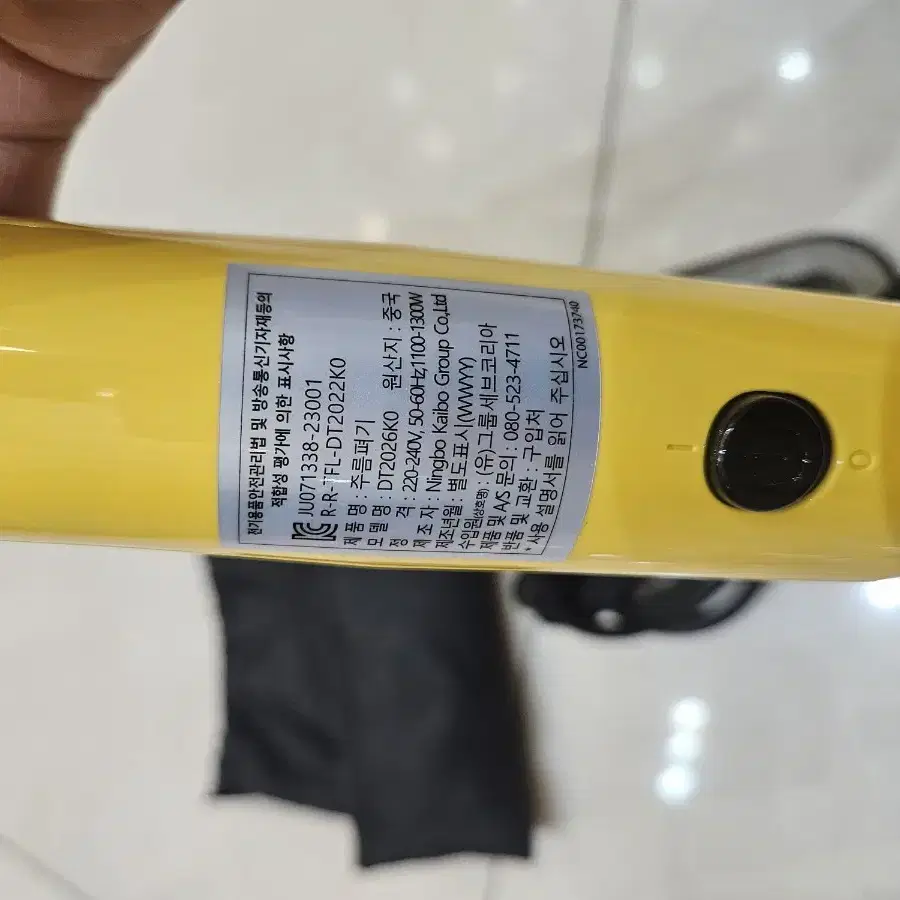 전기용품안전관리법 및 방송통신기자재등의
적합성 평가에 의한 표시사항
JU071338-23001
R-R-TFL-DT2022K0
제 품 명 : 주름펴기
모 델 명 : DT2026K0 원산지 : 중국
정 격 : 220-240V, 50-60Hz,1100-1300W
제 조 자 : Ningbo Kaibo Group Co.,Ltd
제조년월 : 별도표시(WWYY)
수입원(상호명) : (유)그룹세브코리아
제품 및 A/S 문의 : 080-523-4711
반품 및 교환 : 구입처
* 사용 설명서를 읽어 주십시오
NC00173740
I O